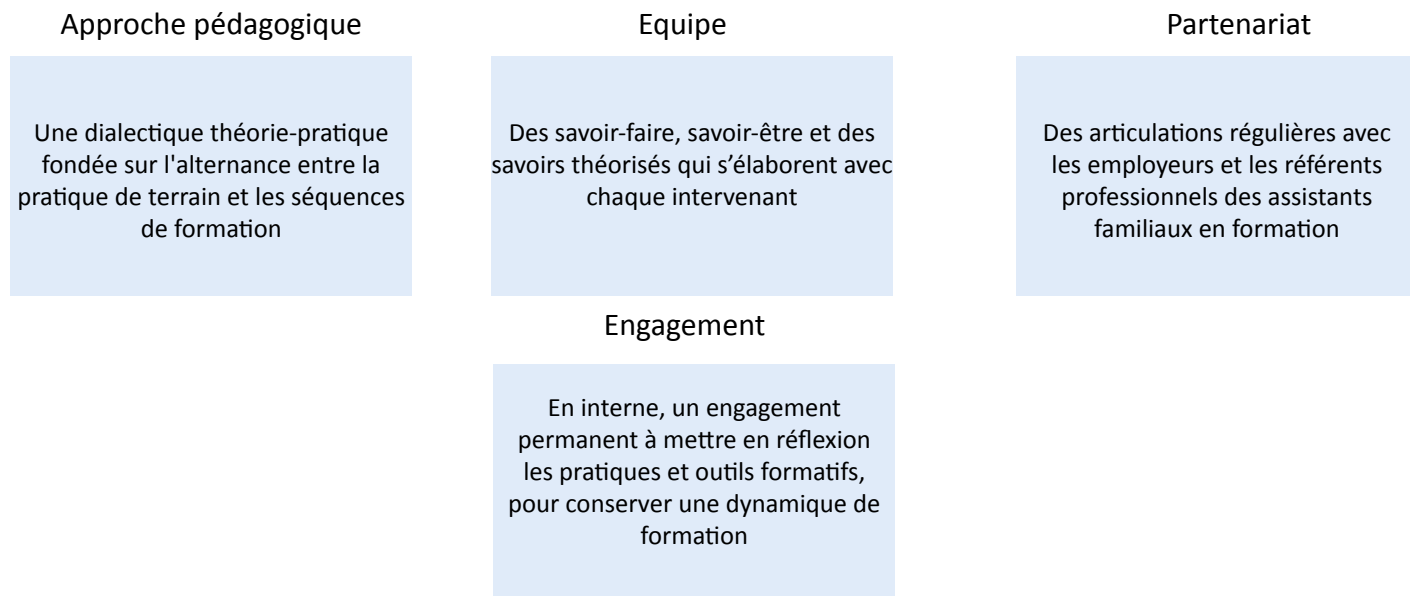 Approche pédagogique
Une dialectique théorie-pratique
fondée sur l'alternance entre la
pratique de terrain et les séquences
de formation
Equipe
Des savoir-faire, savoir-être et des
savoirs théorisés qui s’élaborent avec
chaque intervenant
Partenariat
Des articulations régulières avec
les employeurs et les référents
professionnels des assistants
familiaux en formation
Engagement
En interne, un engagement
permanent à mettre en réflexion
les pratiques et outils formatifs,
pour conserver une dynamique de
formation